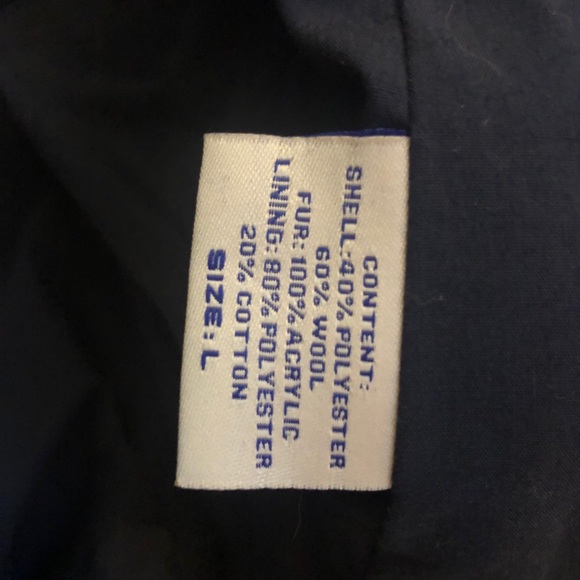 CONTENT:
SHELL:40% POLYESTER
60% WOOL
FUR: 100% ACRYLIC
LINING: 80% POLYESTER
20% COTTON
SIZE: L